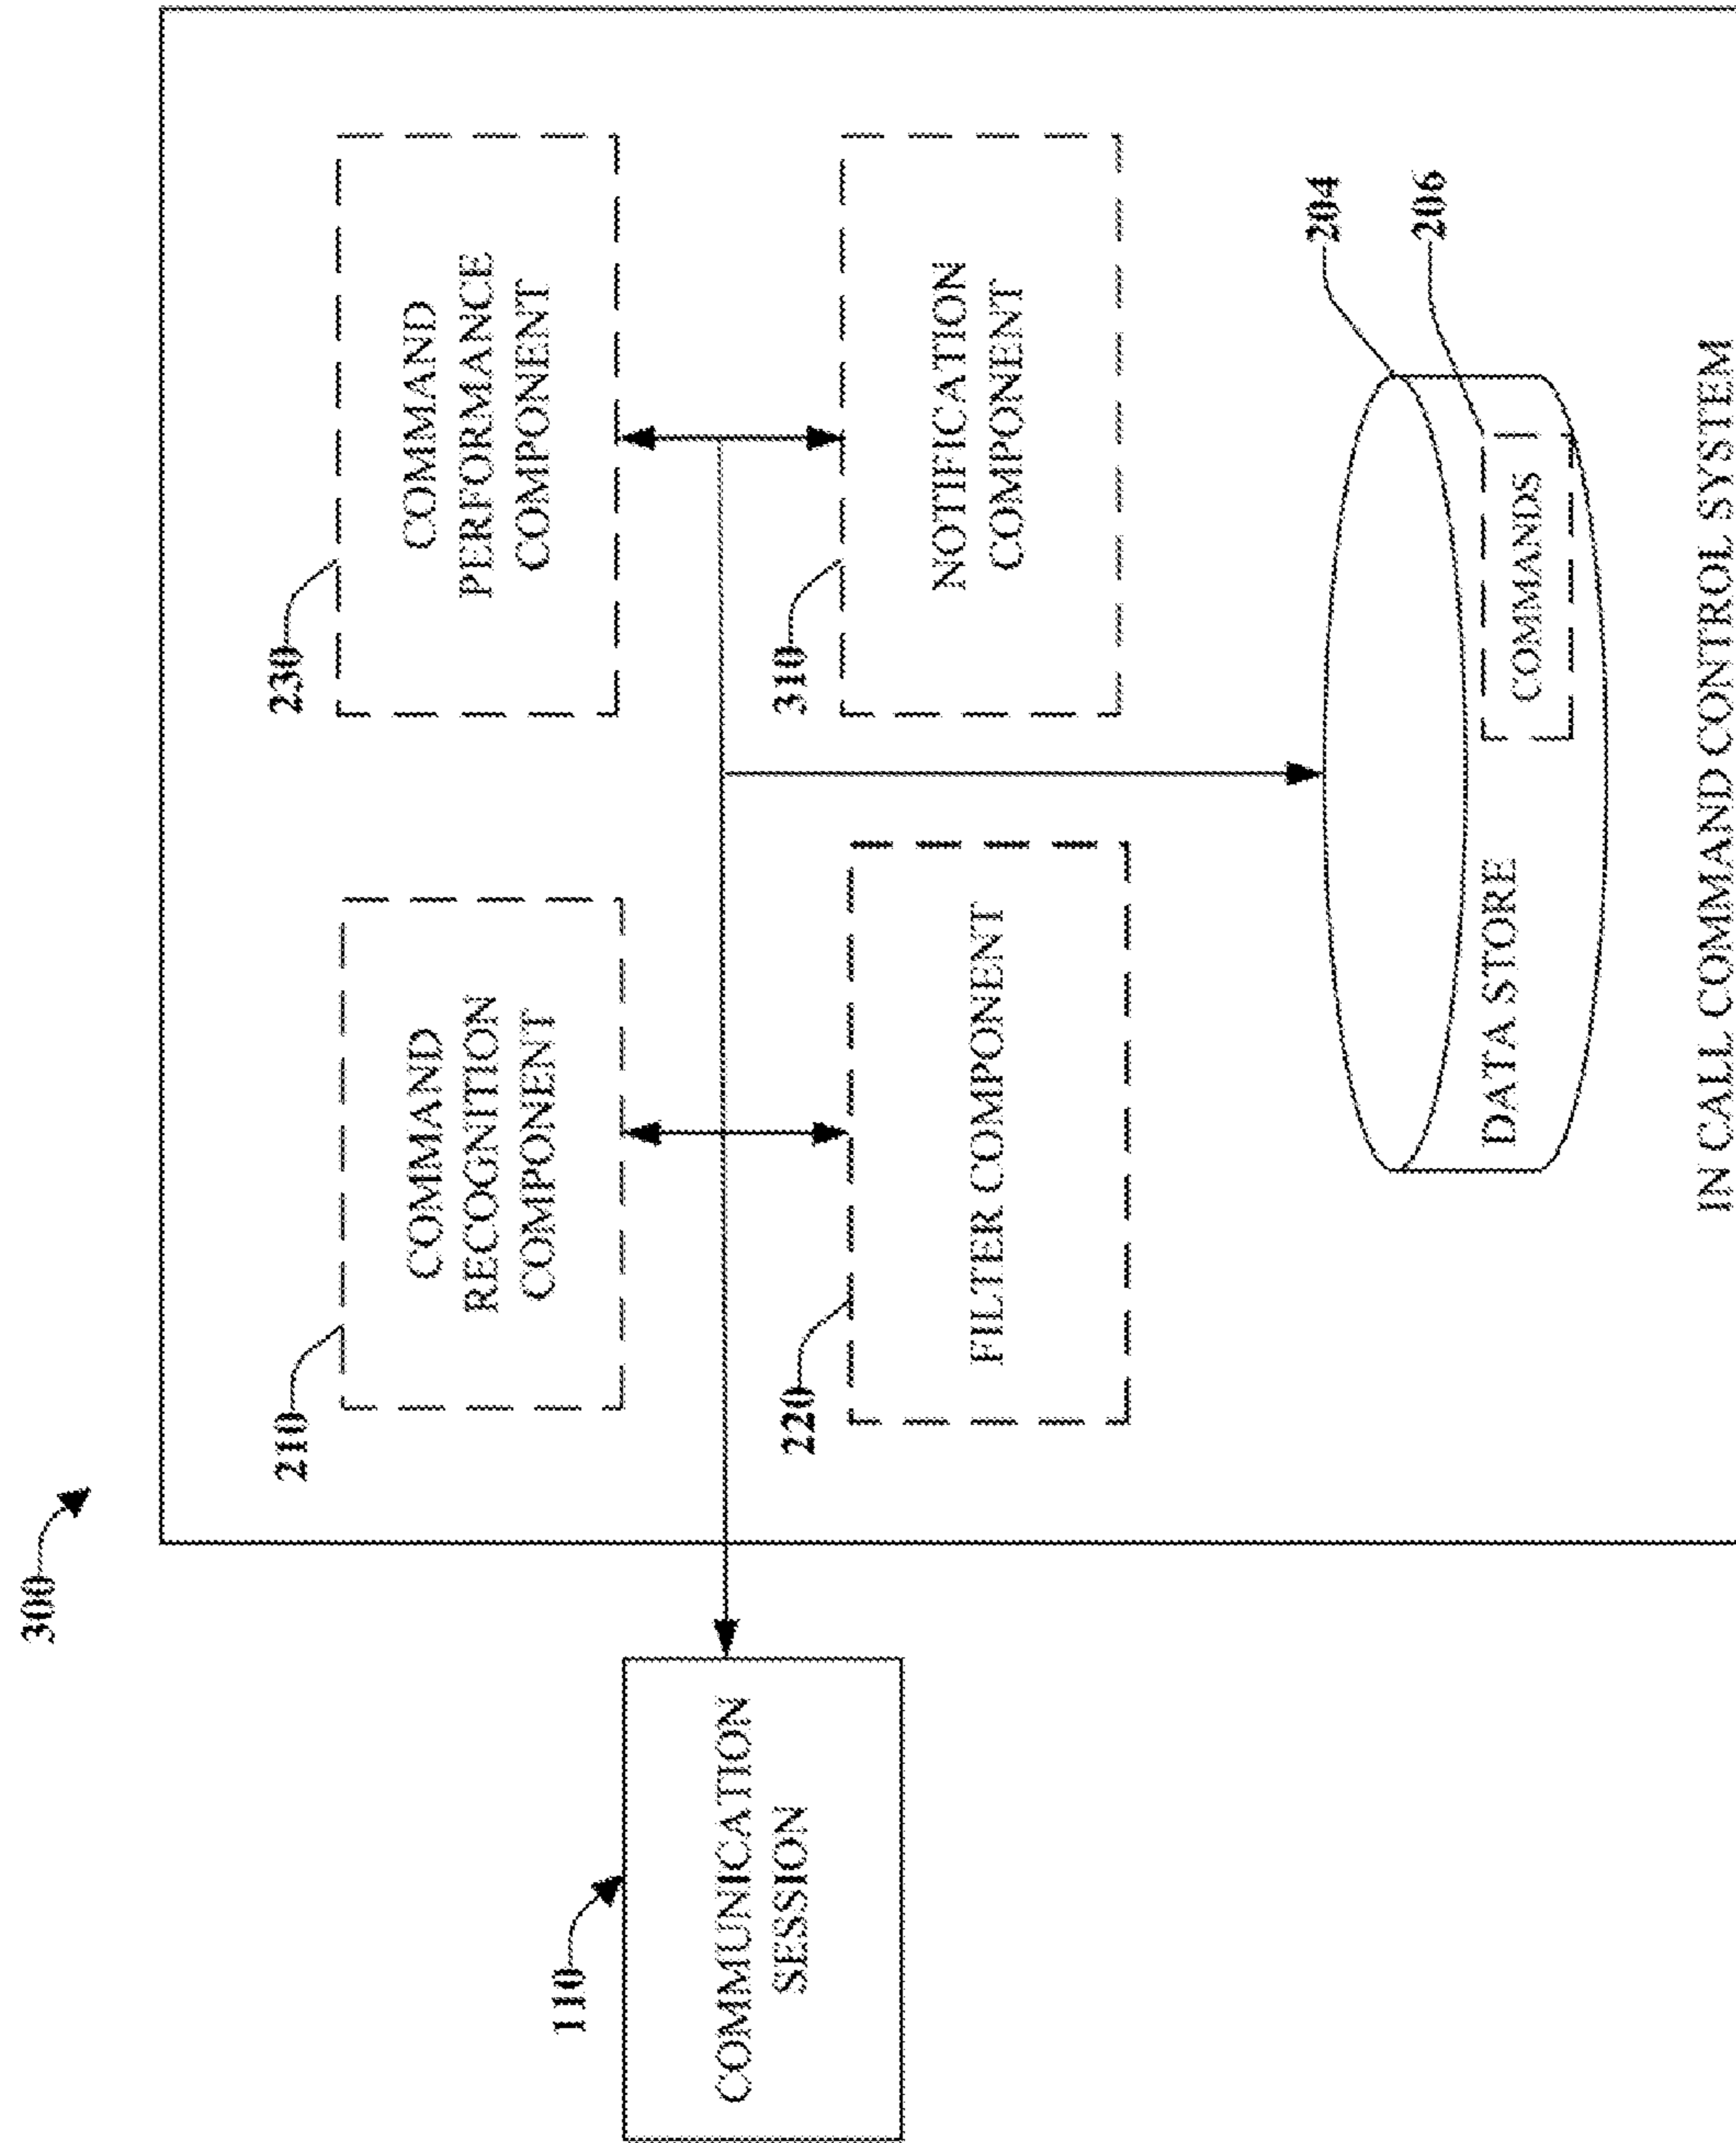 300
110
COMMUNICATION
SESSION
210
COMMAND
RECOGNITION
COMPONENT
230
COMMAND
PERFORMANCE
COMPONENT
220
FILTER COMPONENT
310
NOTIFICATION
COMPONENT
204
206
DATA STORE
COMMANDS
IN CALL COMMAND CONTROL SYSTEM